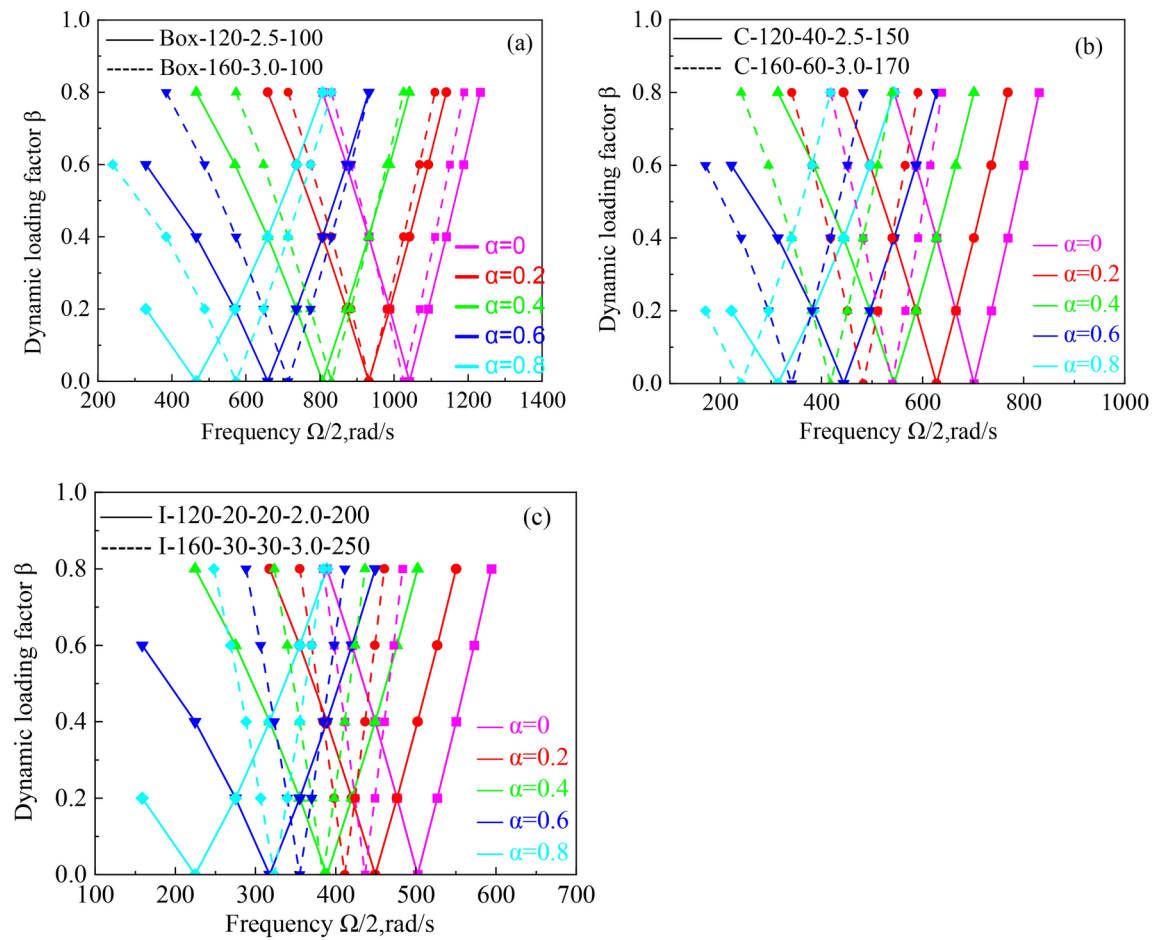 (a)
Box-120-2.5-100
Box-160-3.0-100
Dynamic loading factor β
1.0
0.8
0.6
0.4
0.2
0.0
α=0
α=0.2
α=0.4
α=0.6
α=0.8
200 400 600 800 1000 1200 1400
Frequency Ω/2,rad/s
(b)
C-120-40-2.5-150
C-160-60-3.0-170
Dynamic loading factor β
1.0
0.8
0.6
0.4
0.2
0.0
α=0
α=0.2
α=0.4
α=0.6
α=0.8
200 400 600 800 1000
Frequency Ω/2,rad/s
(c)
I-120-20-20-2.0-200
I-160-30-30-3.0-250
Dynamic loading factor β
1.0
0.8
0.6
0.4
0.2
0.0
α=0
α=0.2
α=0.4
α=0.6
α=0.8
100 200 300 400 500 600 700
Frequency Ω/2,rad/s